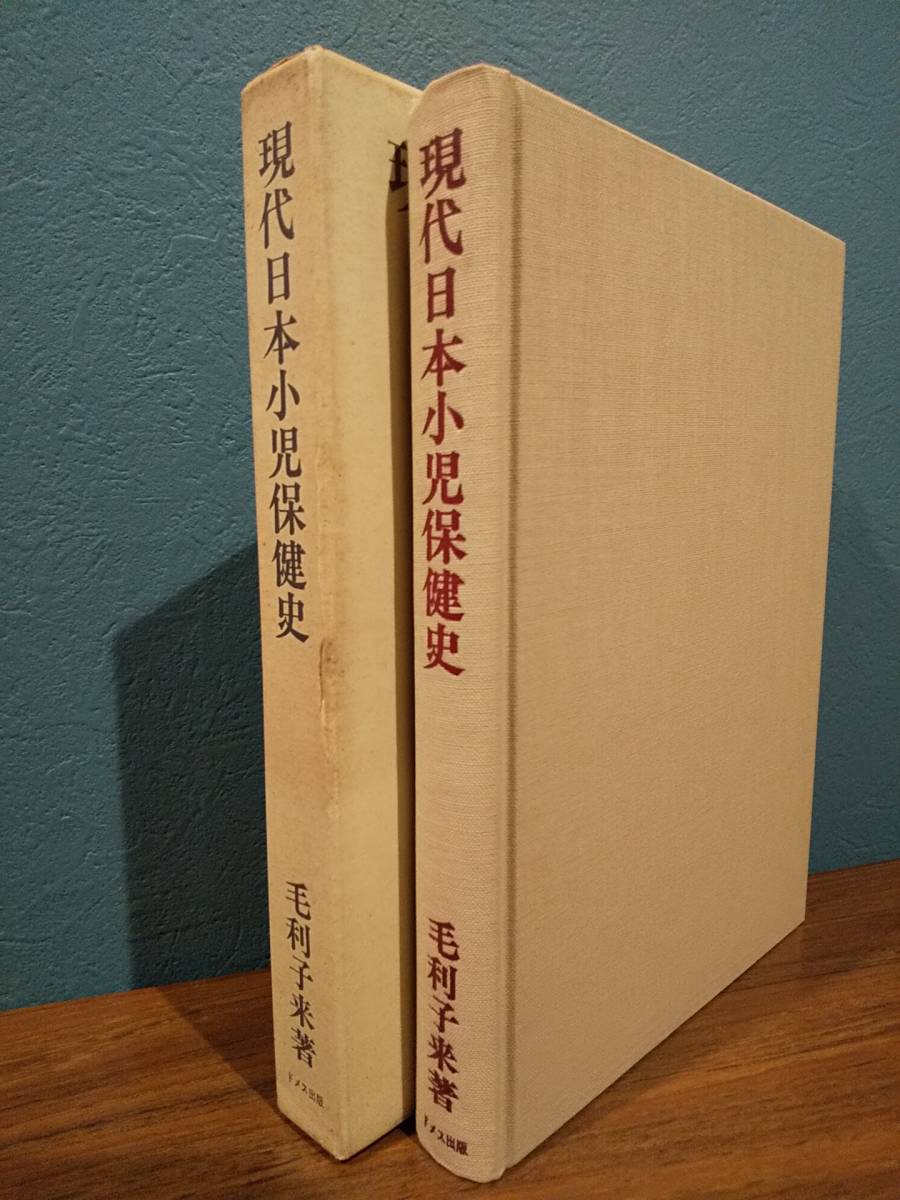 現代日本小児保健史
毛利子来著
ドメス出版
現代日本小児保健史
毛利子来著
ドメス出版